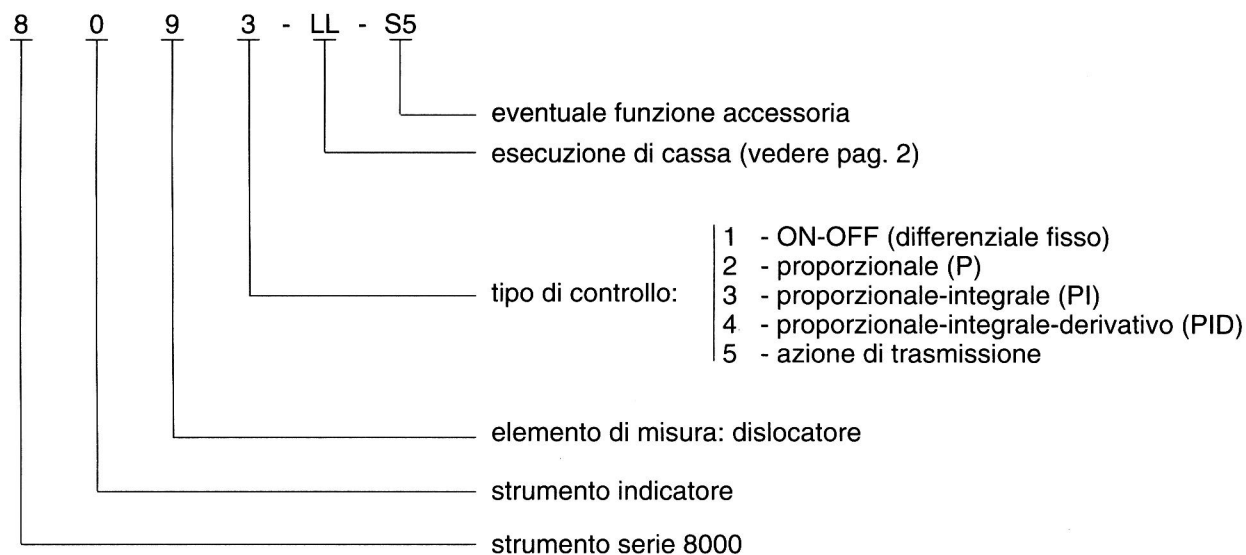 8 0 9 3 - LL - S5
eventuale funzione accessoria
esecuzione di cassa (vedere pag. 2)
tipo di controllo:
1 - ON-OFF (differenziale fisso)
2 - proporzionale (P)
3 - proporzionale-integrale (PI)
4 - proporzionale-integrale-derivativo (PID)
5 - azione di trasmissione
elemento di misura: dislocatore
strumento indicatore
strumento serie 8000